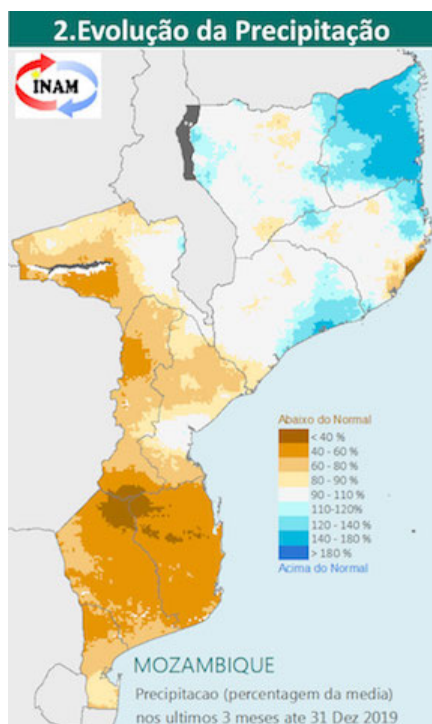 2.Evolução da Precipitação
INAM
Abaixo do Normal
< 40 %
40 - 60 %
60 - 80 %
80 - 90 %
90 - 110 %
110-120%
120 - 140 %
140 - 180 %
> 180 %
Acima do Normal
MOZAMBIQUE
Precipitacao (percentagem da media)
nos ultimos 3 meses ate 31 Dez 2019